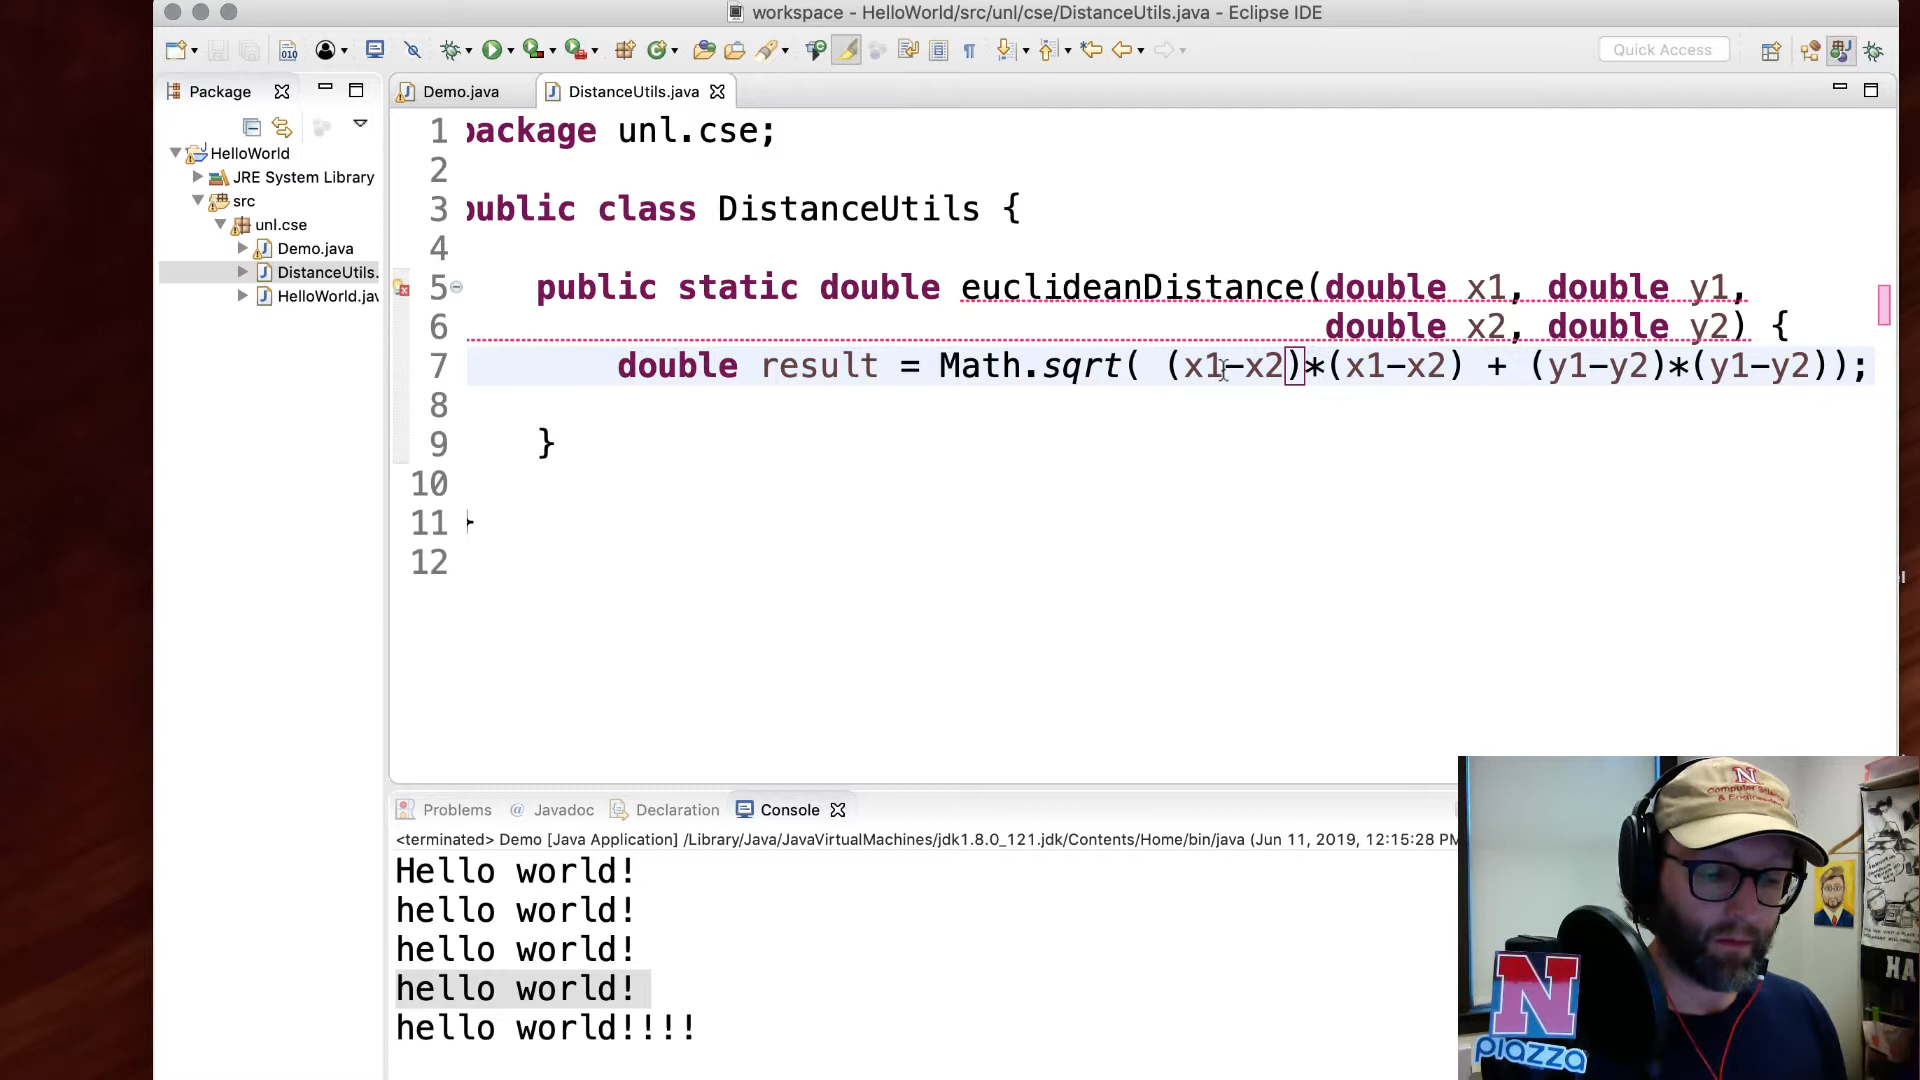 workspace - HelloWorld/src/unl/cse/DistanceUtils.java - Eclipse IDE
Quick Access
Package
Demo.java
DistanceUtils.java
HelloWorld
JRE System Library
src
unl.cse
Demo.java
DistanceUtils.
HelloWorld.jav
1 package unl.cse;
2
3 public class DistanceUtils {
4
5 public static double euclideanDistance(double x1, double y1,
6 double x2, double y2) {
7 double result = Math.sqrt( (x1-x2)*(x1-x2) + (y1-y2)*(y1-y2));
8
9 }
10
11 }
12
Problems
@ Javadoc
Declaration
Console
<terminated> Demo [Java Application] /Library/Java/JavaVirtualMachines/jdk1.8.0_121.jdk/Contents/Home/bin/java (Jun 11, 2019, 12:15:28 PM
Hello world!
hello world!
hello world!
hello world!
hello world!!!!
N
Computer Science
& Engineering
HA
N
piazza